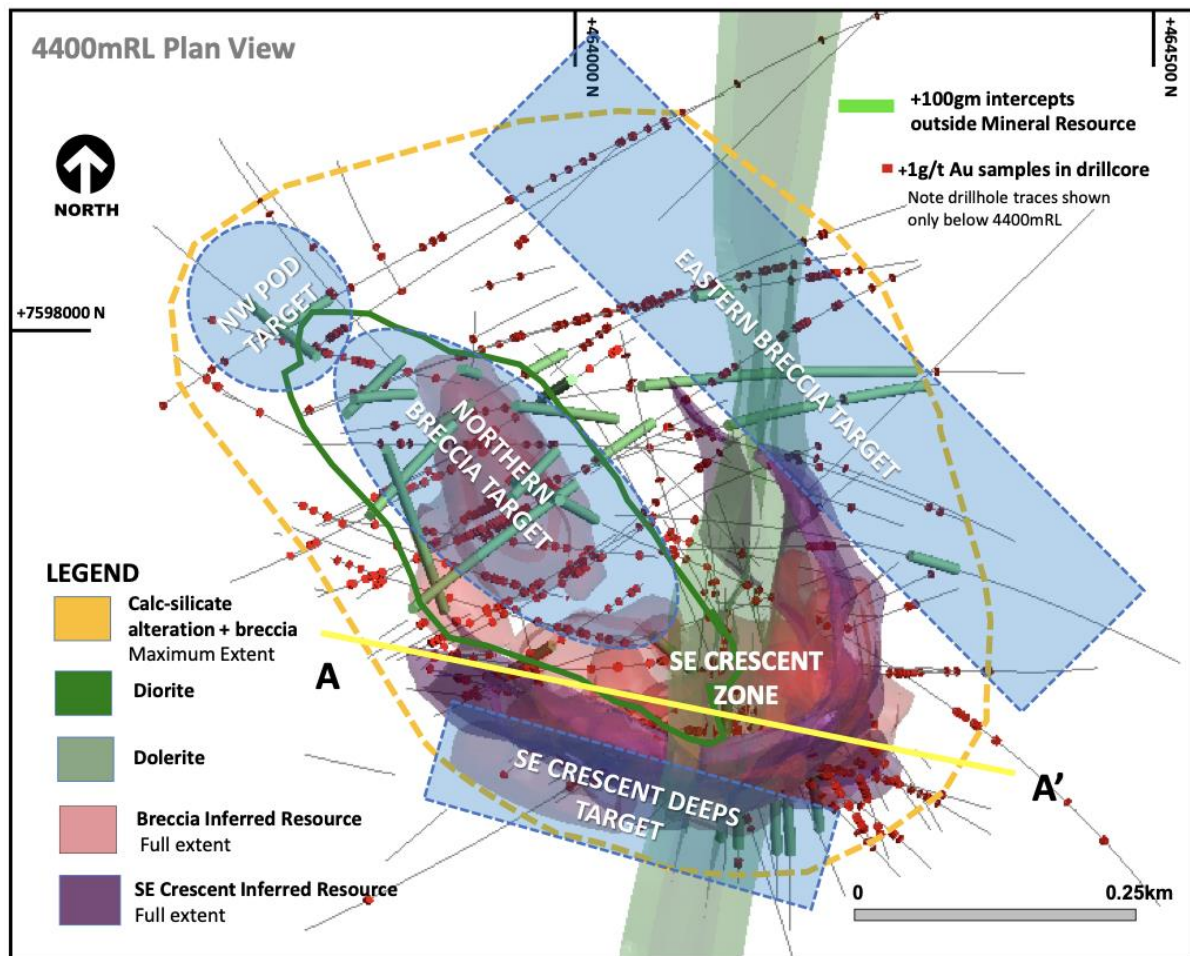 4400mRL Plan View
+464000 N
+464500 N
+100gm intercepts
outside Mineral Resource
+1g/t Au samples in drillcore
Note drillhole traces shown
only below 4400mRL
NORTH
+7598000 N
NW POD
TARGET
EASTERN BRECCIA TARGET
NORTHERN
BRECCIA TARGET
SE CRESCENT
ZONE
A
A'
SE CRESCENT DEEPS
TARGET
LEGEND
Calc-silicate
alteration + breccia
Maximum Extent
Diorite
Dolerite
Breccia Inferred Resource
Full extent
SE Crescent Inferred Resource
Full extent
0
0.25km